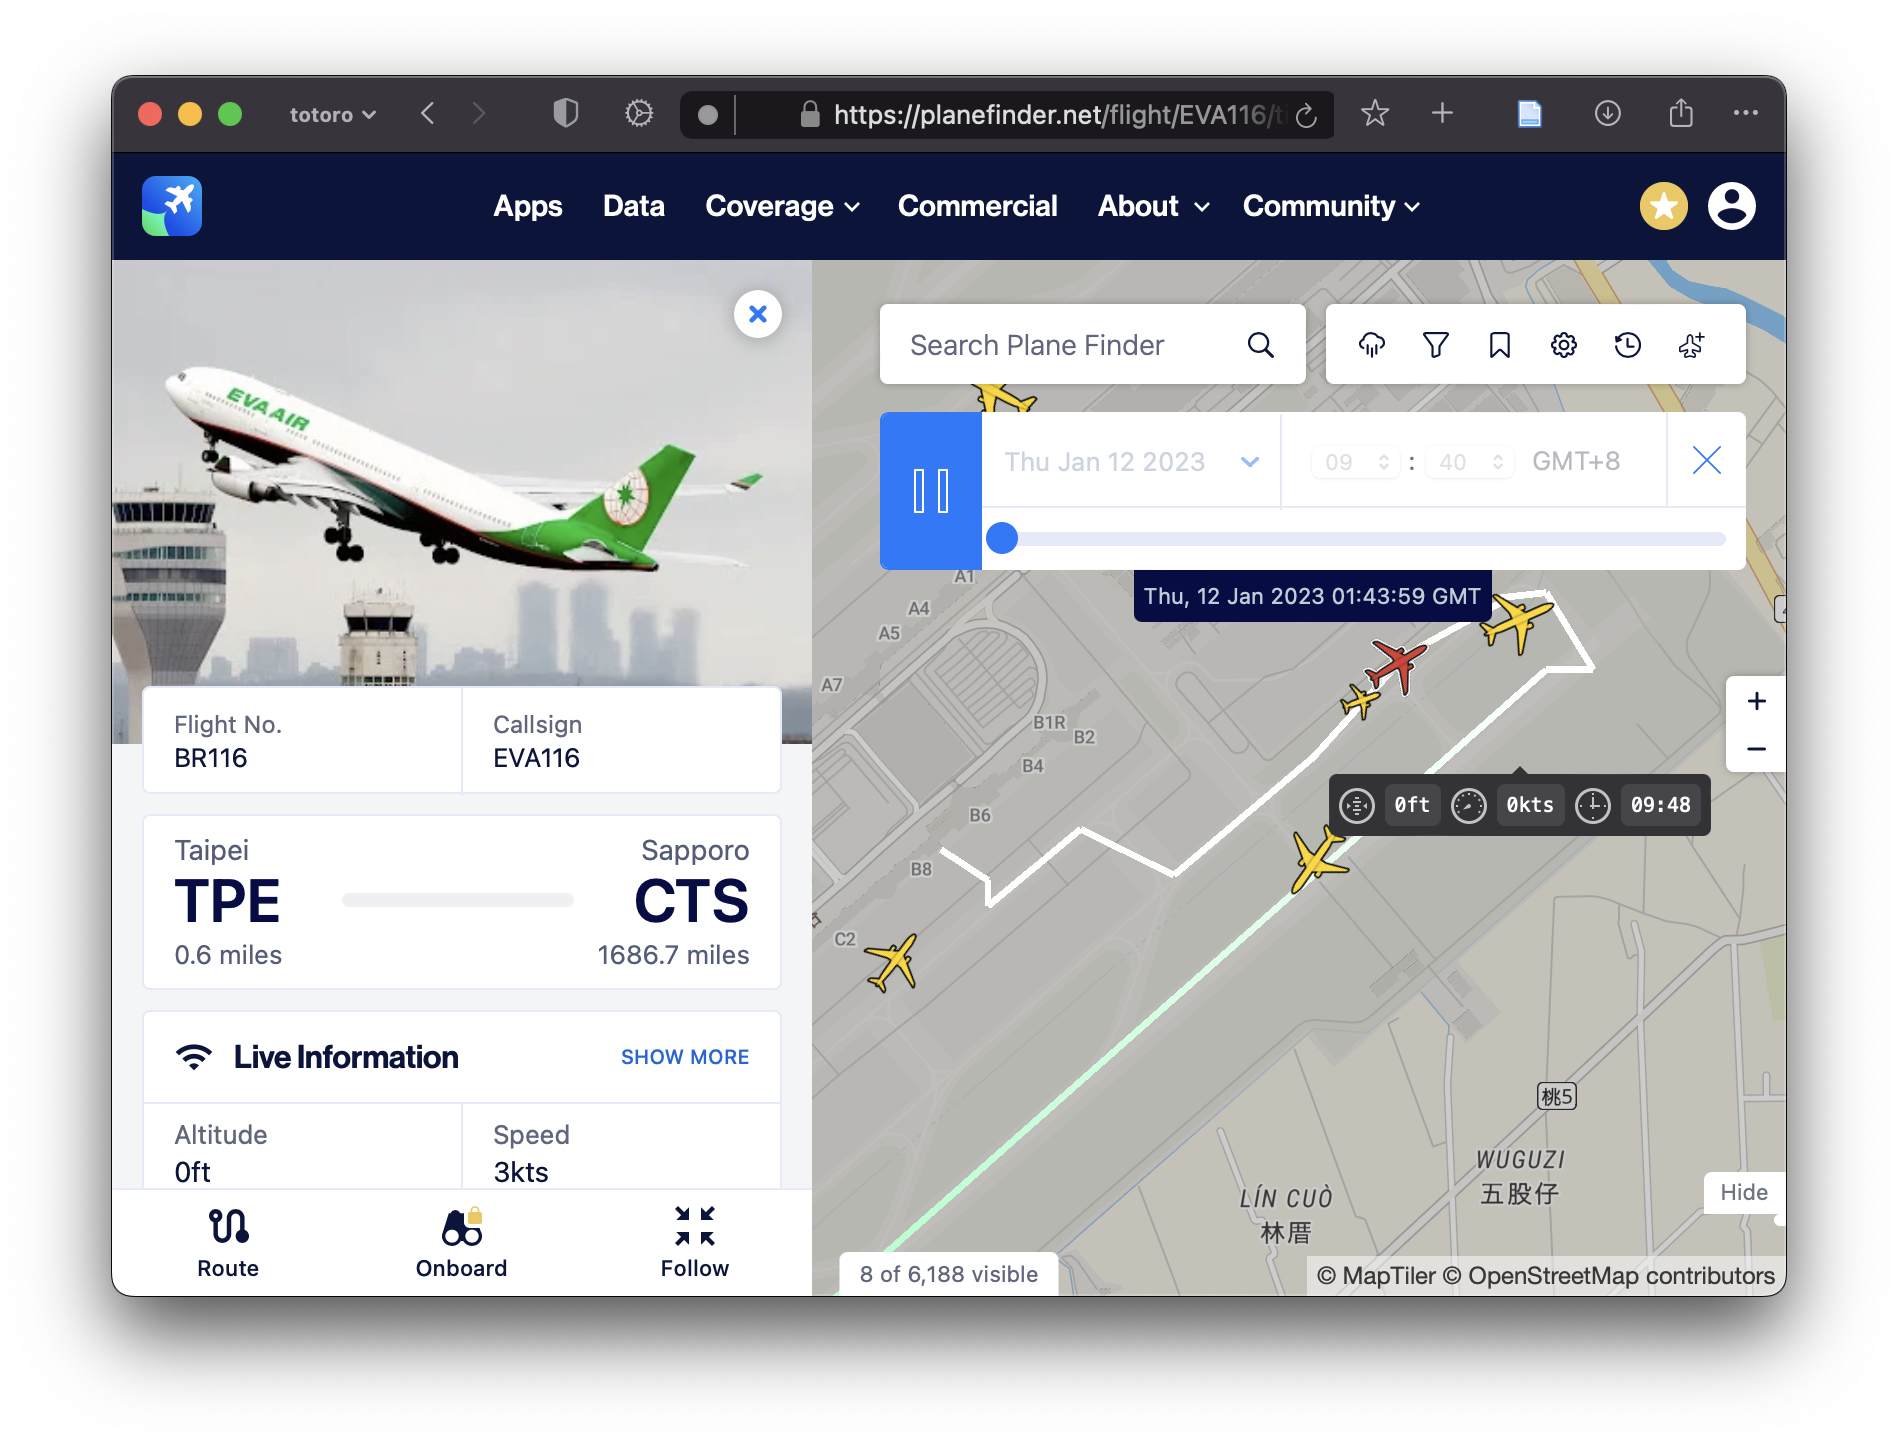 totoro
https://planefinder.net/flight/EVA116/t
Apps
Data
Coverage
Commercial
About
Community
EVA AIR
Flight No.
BR116
Callsign
EVA116
Taipei
TPE
0.6 miles
Sapporo
CTS
1686.7 miles
Live Information
SHOW MORE
Altitude
0ft
Speed
3kts
Route
Onboard
Follow
Search Plane Finder
Thu Jan 12 2023
09 : 40 GMT+8
Thu, 12 Jan 2023 01:43:59 GMT
A1
A4
A5
A7
B1R
B2
B4
B6
B8
C2
0ft
0kts
09:48
+
−
桃5
WUGUZI
五股仔
LÍN CUÒ
林厝
Hide
8 of 6,188 visible
© MapTiler © OpenStreetMap contributors